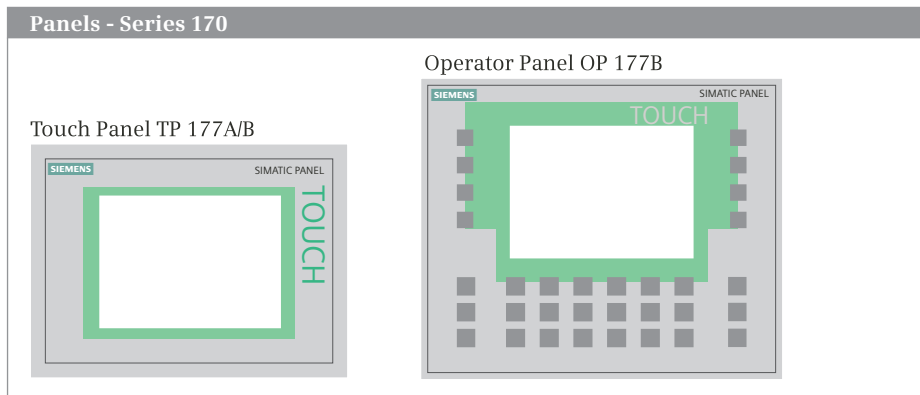 Panels - Series 170
Operator Panel OP 177B
SIEMENS
SIMATIC PANEL
TOUCH
Touch Panel TP 177A/B
SIEMENS
SIMATIC PANEL
TOUCH